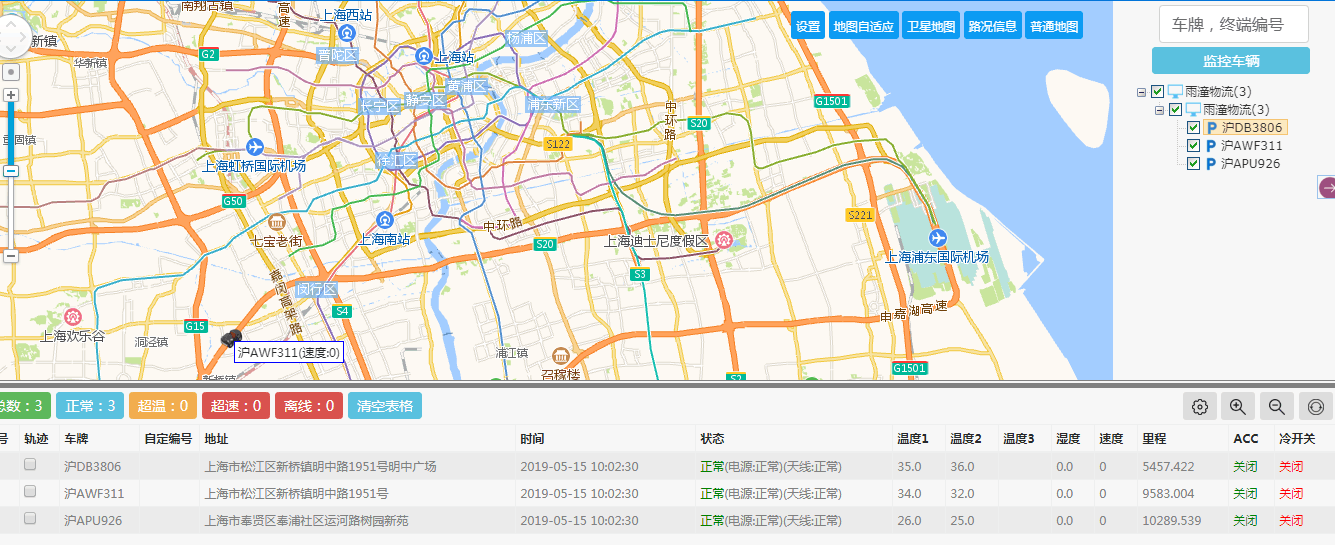 南翔古镇
高速
上海西站
设置 地图自适应 卫星地图 路况信息 普通地图
车牌，终端编号
监控车辆
新镇
G2
普陀区
杨浦区
华新镇
上海站
黄浦区
长宁区
静安区
浦东新区
中环路
G1501
S20
S122
雨潼物流(3)
雨潼物流(3)
沪DB3806
沪AWF311
沪APU926
固镇
上海虹桥国际机场
徐汇区
G50
七宝老街
上海南站
中环路
S20
上海迪士尼度假区
S221
上海浦东国际机场
S3
嘉闵高架路
闵行区
S4
申嘉湖高速
上海欢乐谷
G15
洞泾镇
沪AWF311(速度:0)
浦江镇
召稼楼
新桥镇
S2
G1501
总数：3 正常：3 超温：0 超速：0 离线：0 清空表格
号 轨迹 车牌 自定编号 地址 时间 状态 温度1 温度2 温度3 湿度 速度 里程 ACC 冷开关
沪DB3806 上海市松江区新桥镇明中路1951号明中广场 2019-05-15 10:02:30 正常(电源:正常)(天线:正常) 35.0 36.0 0.0 0 5457.422 关闭 关闭
沪AWF311 上海市松江区新桥镇明中路1951号 2019-05-15 10:02:30 正常(电源:正常)(天线:正常) 34.0 32.0 0.0 0 9583.004 关闭 关闭
沪APU926 上海市奉贤区奉浦社区运河路树园新苑 2019-05-15 10:02:30 正常(电源:正常)(天线:正常) 26.0 25.0 0.0 0 10289.539 关闭 关闭